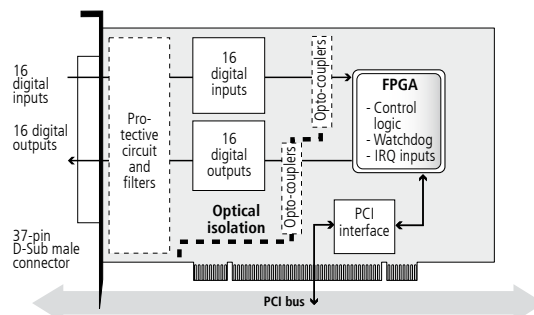 16
digital
inputs
16 digital
outputs
37-pin
D-Sub male
connector
Pro-
tective
circuit
and
filters
16
digital
inputs
16
digital
outputs
Opto-couplers
Opto-couplers
Optical
isolation
FPGA
- Control
logic
- Watchdog
- IRQ inputs
PCI
interface
PCI bus